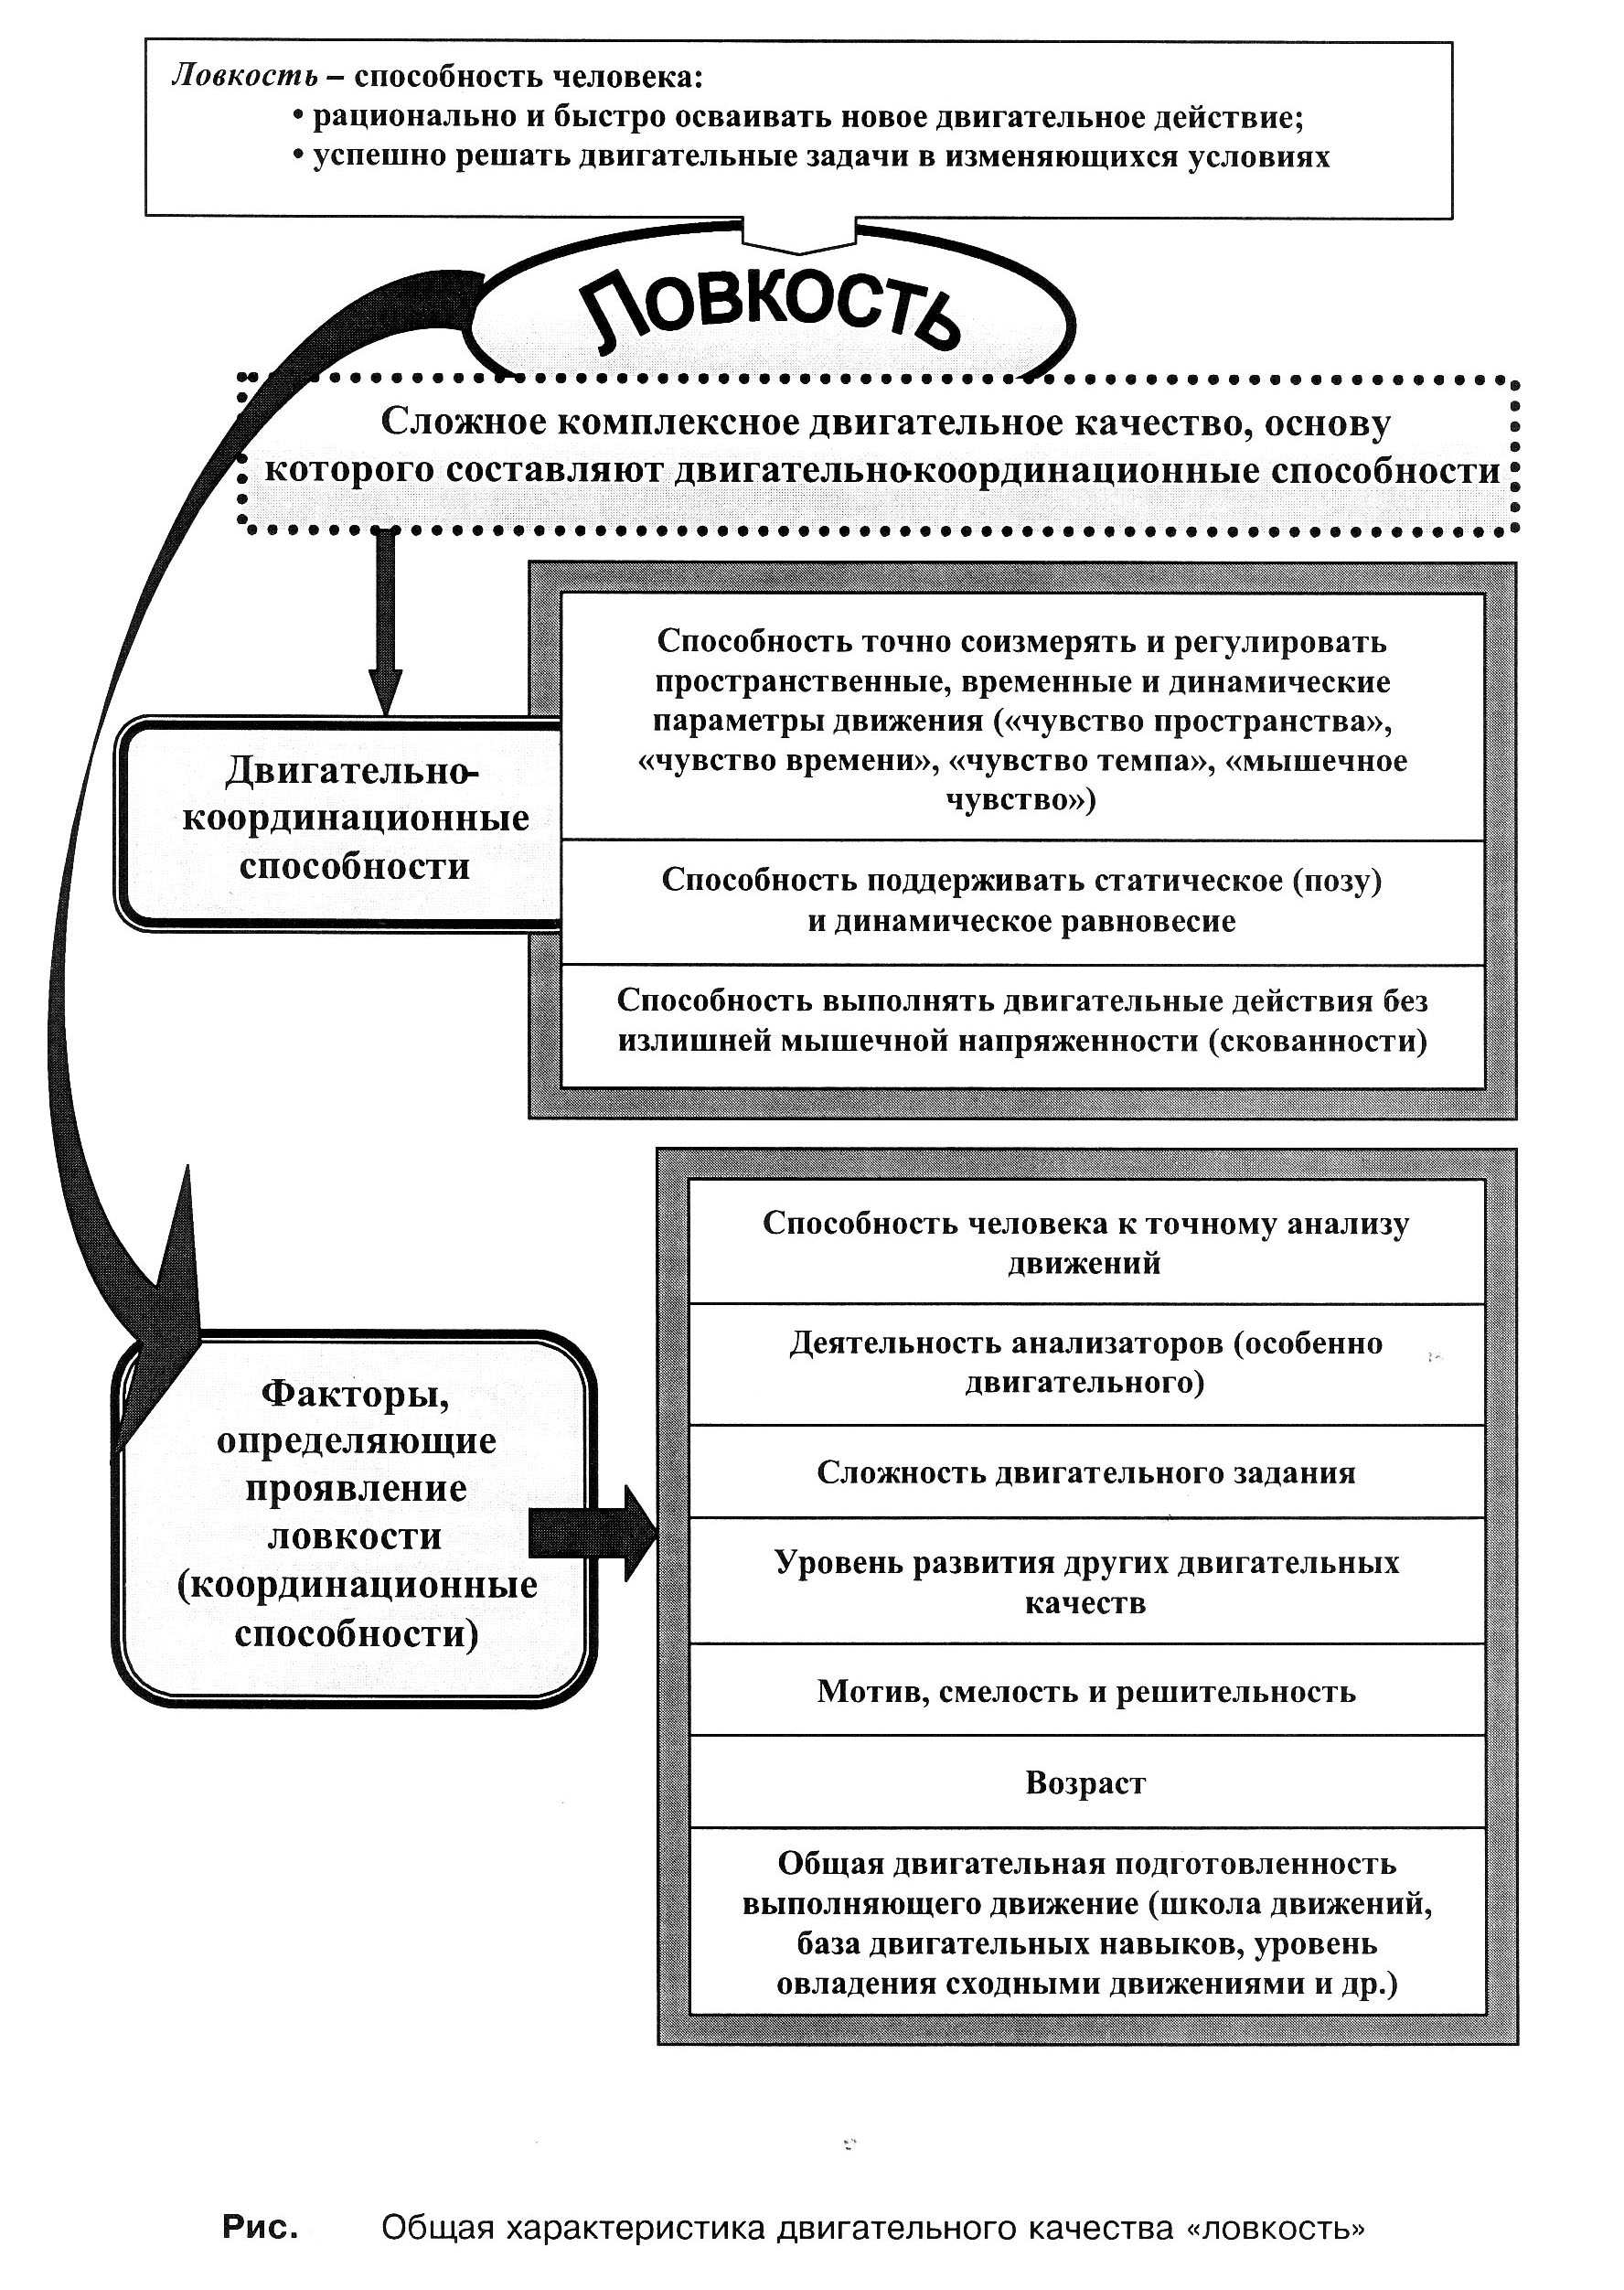 Ловкость – способность человека:
• рационально и быстро осваивать новое двигательное действие;
• успешно решать двигательные задачи в изменяющихся условиях
Ловкость
Сложное комплексное двигательное качество, основу
которого составляют двигательно-координационные способности
Двигательно-
координационные
способности
Способность точно соизмерять и регулировать
пространственные, временные и динамические
параметры движения («чувство пространства»,
«чувство времени», «чувство темпа», «мышечное
чувство»)
Способность поддерживать статическое (позу)
и динамическое равновесие
Способность выполнять двигательные действия без
излишней мышечной напряженности (скованности)
Факторы,
определяющие
проявление
ловкости
(координационные
способности)
Способность человека к точному анализу
движений
Деятельность анализаторов (особенно
двигательного)
Сложность двигательного задания
Уровень развития других двигательных
качеств
Мотив, смелость и решительность
Возраст
Общая двигательная подготовленность
выполняющего движение (школа движений,
база двигательных навыков, уровень
овладения сходными движениями и др.)
Рис. Общая характеристика двигательного качества «ловкость»